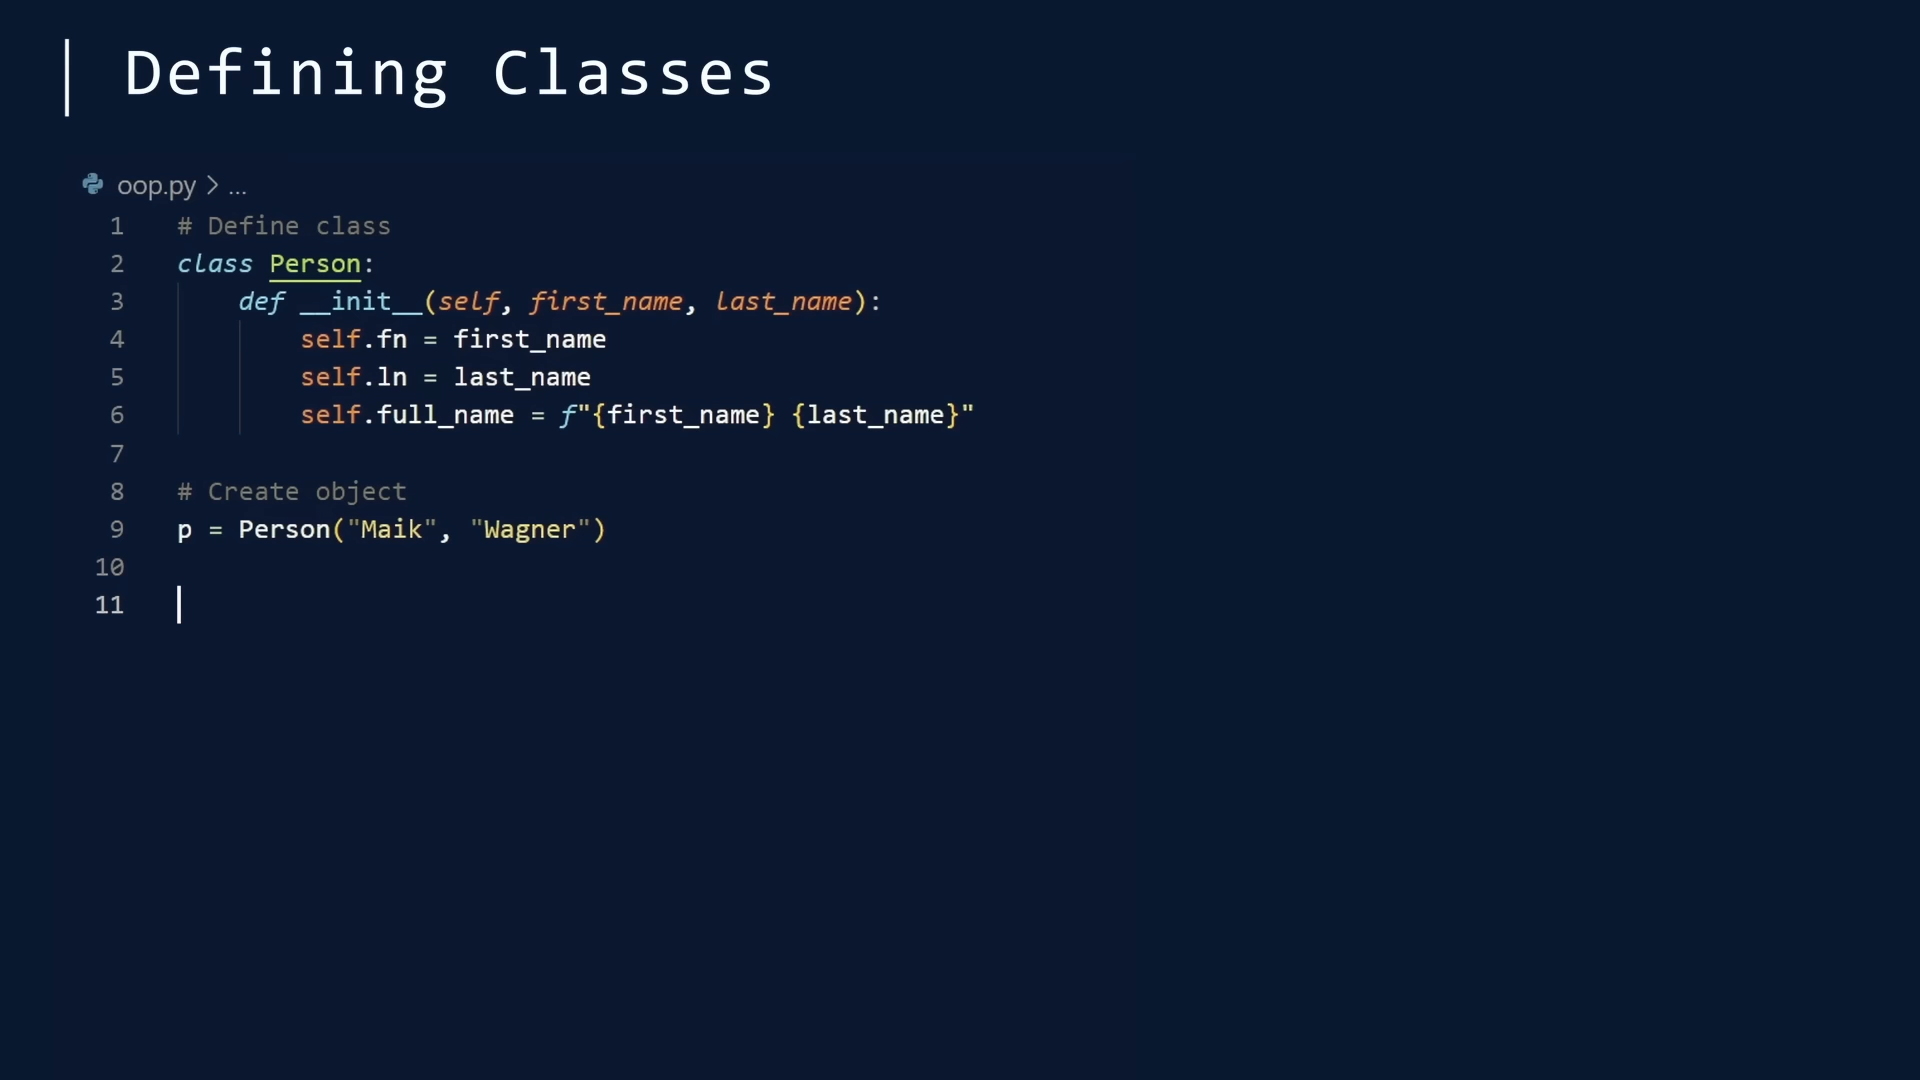 Defining Classes
oop.py > ...
1 # Define class
2 class Person:
3 def __init__(self, first_name, last_name):
4 self.fn = first_name
5 self.ln = last_name
6 self.full_name = f"{first_name} {last_name}"
7
8 # Create object
9 p = Person("Maik", "Wagner")
10
11